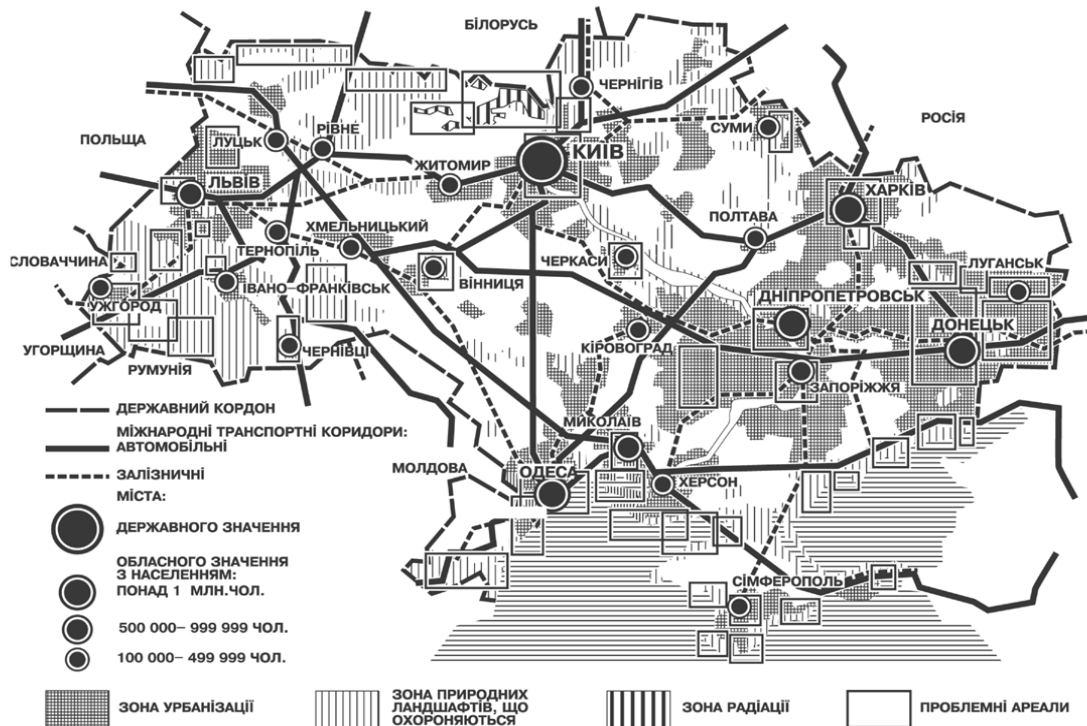 БІЛОРУСЬ
ЧЕРНІГІВ
РОСІЯ
СУМИ
ПОЛЬЩА
ЛУЦЬК
РІВНЕ
ЖИТОМИР
КИЇВ
ЛЬВІВ
ХАРКІВ
ПОЛТАВА
ХМЕЛЬНИЦЬКИЙ
ТЕРНОПІЛЬ
ЧЕРКАСИ
СЛОВАЧЧИНА
ЛУГАНСЬК
УЖГОРОД
ІВАНО–ФРАНКІВСЬК
ВІННИЦЯ
ДНІПРОПЕТРОВСЬК
ДОНЕЦЬК
УГОРЩИНА
ЧЕРНІВЦІ
КІРОВОГРАД
РУМУНІЯ
ЗАПОРІЖЖЯ
МИКОЛАЇВ
МОЛДОВА
ОДЕСА
ХЕРСОН
СІМФЕРОПОЛЬ
ДЕРЖАВНИЙ КОРДОН
МІЖНАРОДНІ ТРАНСПОРТНІ КОРИДОРИ:
АВТОМОБІЛЬНІ
ЗАЛІЗНИЧНІ
МІСТА:
ДЕРЖАВНОГО ЗНАЧЕННЯ
ОБЛАСНОГО ЗНАЧЕННЯ
З НАСЕЛЕННЯМ:
ПОНАД 1 МЛН.ЧОЛ.
500 000– 999 999 ЧОЛ.
100 000– 499 999 ЧОЛ.
ЗОНА УРБАНІЗАЦІЇ
ЗОНА ПРИРОДНИХ
ЛАНДШАФТІВ, ЩО
ОХОРОНЯЮТЬСЯ
ЗОНА РАДІАЦІЇ
ПРОБЛЕМНІ АРЕАЛИ